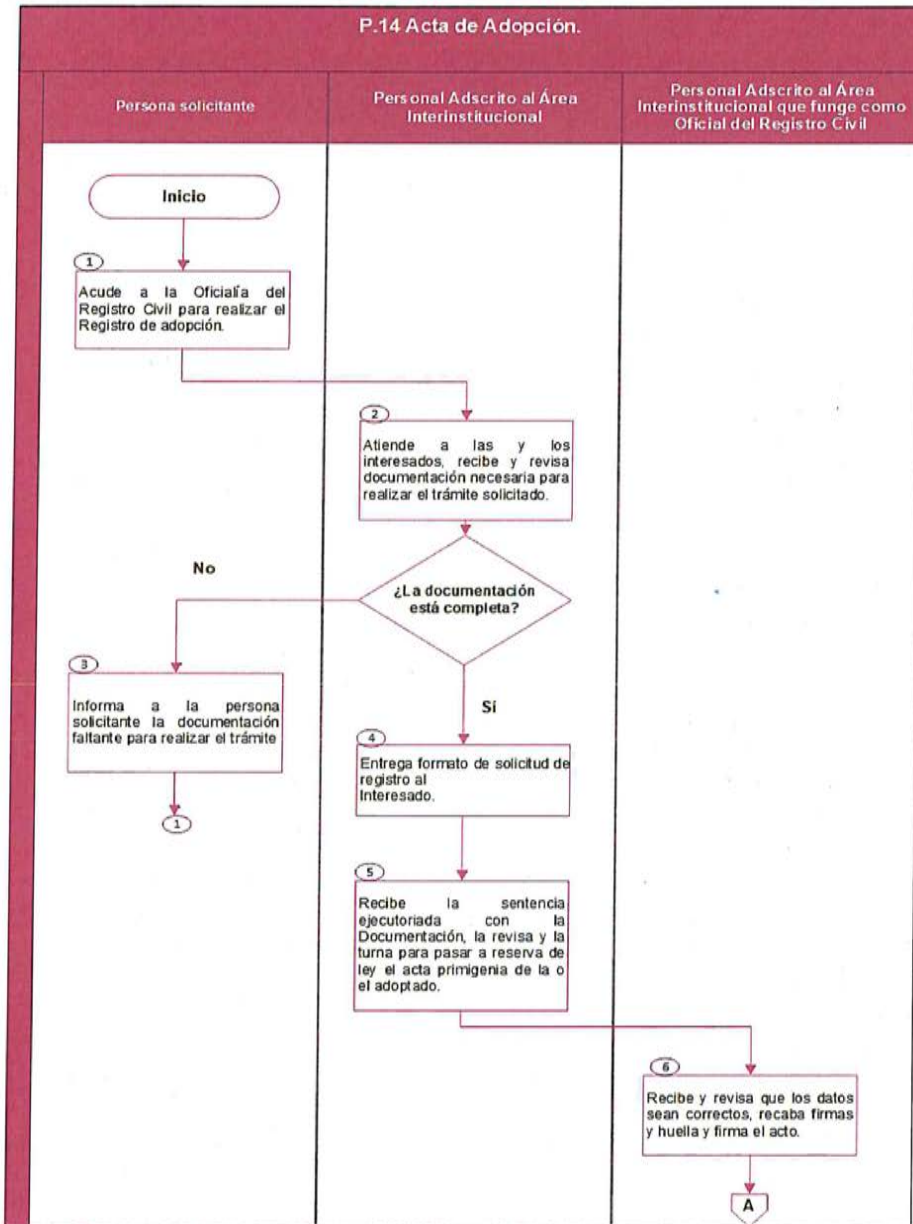 P.14 Acta de Adopción.
Persona solicitante
Personal Adscrito al Área
Interinstitucional
Personal Adscrito al Área
Interinstitucional que funge como
Oficial del Registro Civil
Inicio
1
Acude a la Oficialía del
Registro Civil para realizar el
Registro de adopción.
2
Atiende a las y los
interesados, recibe y revisa
documentación necesaria para
realizar el trámite solicitado.
¿La documentación
está completa?
No
3
Informa a la persona
solicitante la documentación
faltante para realizar el trámite
1
Sí
4
Entrega formato de solicitud de
registro al
Interesado.
5
Recibe la sentencia
ejecutoriada con la
Documentación, la revisa y la
turna para pasar a reserva de
ley el acta primigenia de la o
el adoptado.
6
Recibe y revisa que los datos
sean correctos, recaba firmas
y huella y firma el acto.
A